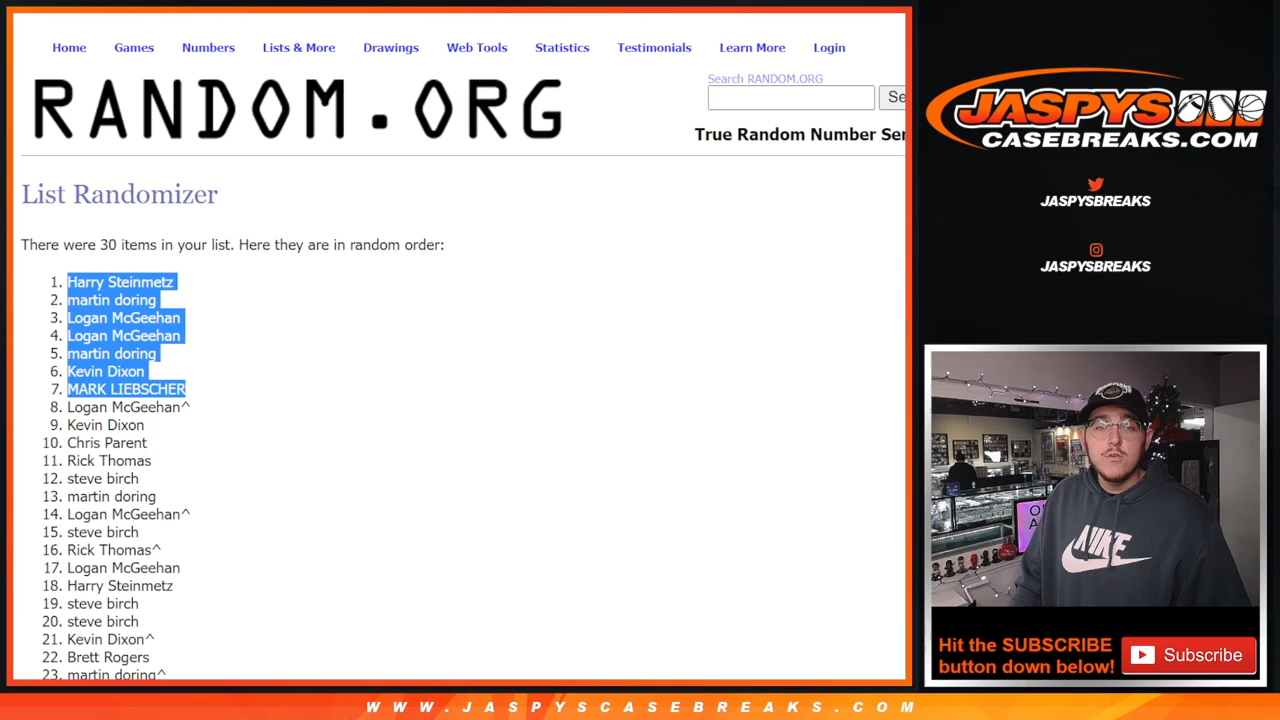 Home Games Numbers Lists & More Drawings Web Tools Statistics Testimonials Learn More Login
RANDOM.ORG
Search RANDOM.ORG
Se
True Random Number Ser
List Randomizer
There were 30 items in your list. Here they are in random order:
1. Harry Steinmetz
2. martin doring
3. Logan McGeehan
4. Logan McGeehan
5. martin doring
6. Kevin Dixon
7. MARK LIEBSCHER
8. Logan McGeehan^
9. Kevin Dixon
10. Chris Parent
11. Rick Thomas
12. steve birch
13. martin doring
14. Logan McGeehan^
15. steve birch
16. Rick Thomas^
17. Logan McGeehan
18. Harry Steinmetz
19. steve birch
20. steve birch
21. Kevin Dixon^
22. Brett Rogers
23. martin doring^
JASPYS
CASEBREAKS.COM
JASPYSBREAKS
JASPYSBREAKS
NIKE
Hit the SUBSCRIBE
button down below!
Subscribe
WWW.JASPYSCASEBREAKS.COM